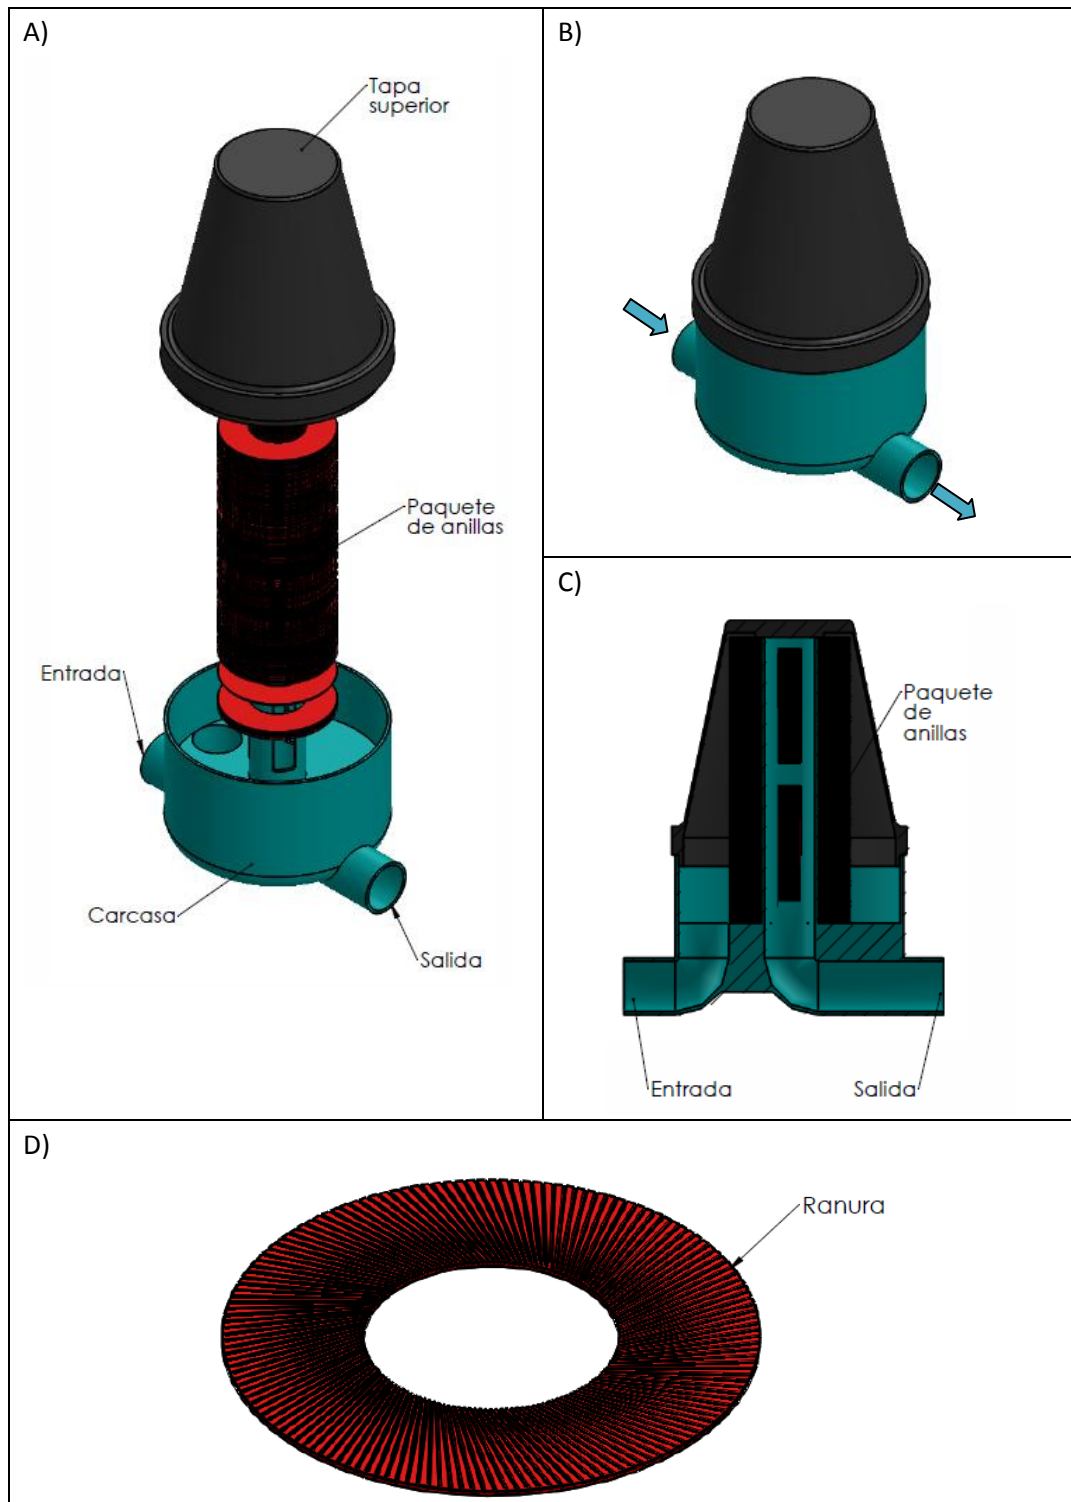 A)
Tapa
superior
Paquete
de anillas
Entrada
Carcasa
Salida
B)
C)
Paquete
de
anillas
Entrada
Salida
D)
Ranura